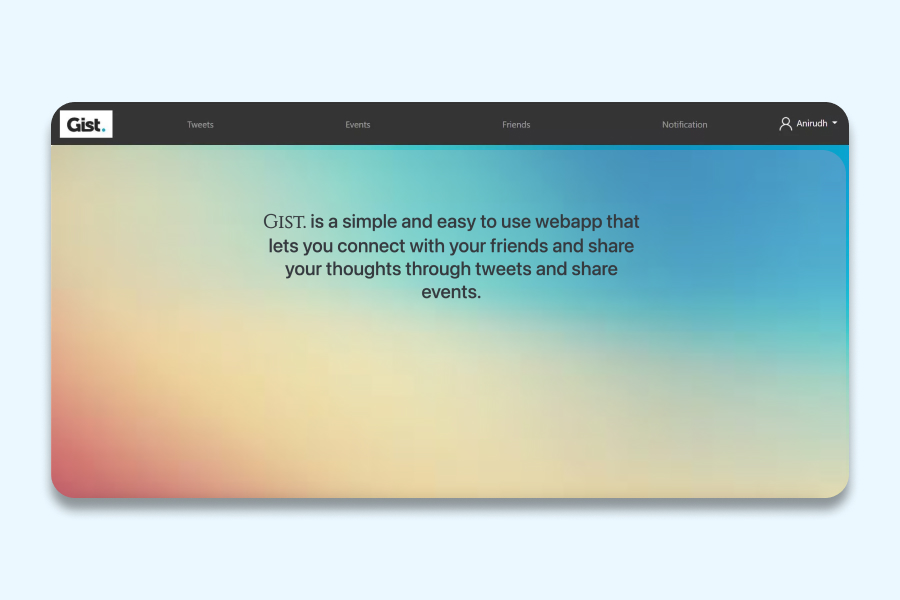 Gist.
Tweets
Events
Friends
Notification
Anirudh
GIST. is a simple and easy to use webapp that
lets you connect with your friends and share
your thoughts through tweets and share
events.